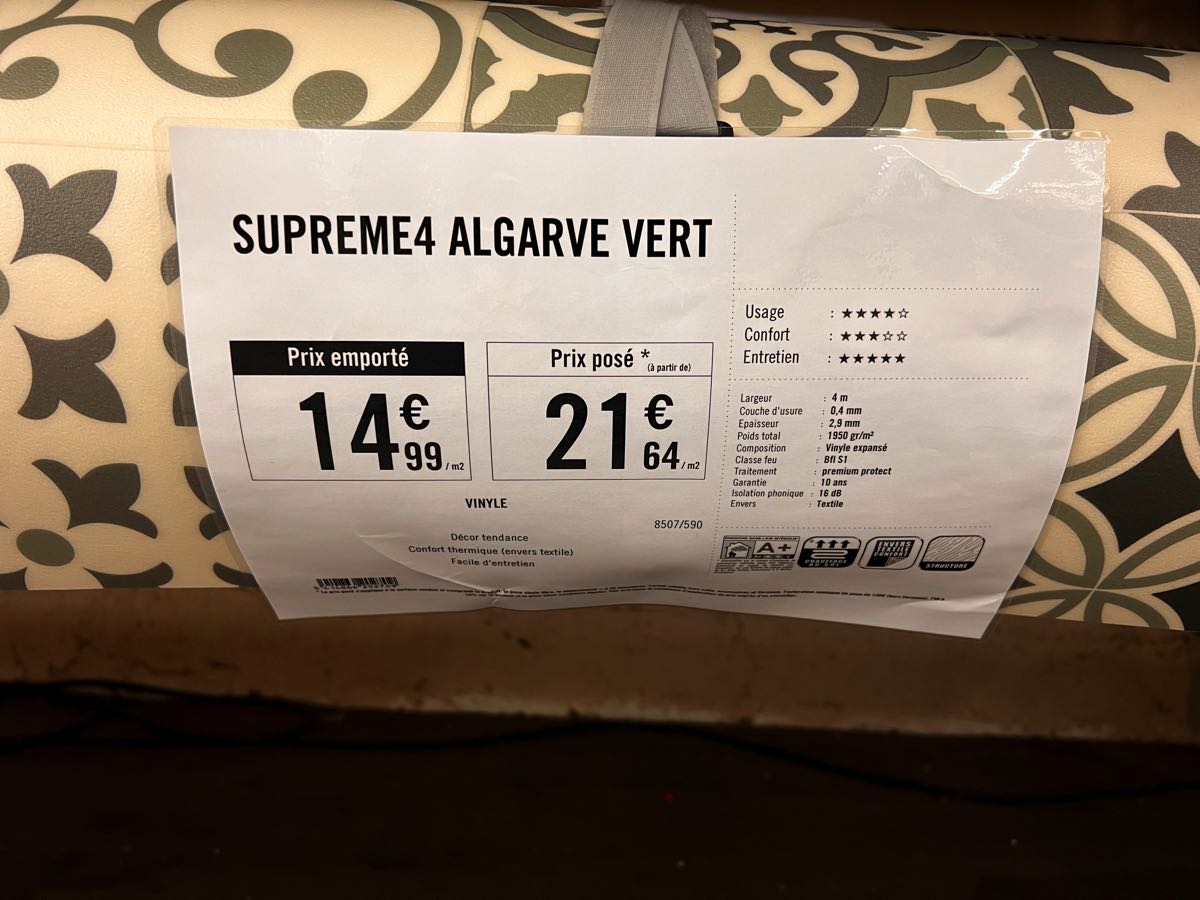 SUPREME4 ALGARVE VERT
Prix emporté
14€99/m2
Prix posé *
(à partir de)
21€64/m2
VINYLE
8507/590
Décor tendance
Confort thermique (envers textile)
Facile d'entretien
Usage : ★★★★☆
Confort : ★★★☆☆
Entretien : ★★★★★
Largeur : 4 m
Couche d'usure : 0,4 mm
Epaisseur : 2,9 mm
Poids total : 1950 gr/m²
Composition : Vinyle expansé
Classe feu : Bfl S1
Traitement : premium protect
Garantie : 10 ans
Isolation phonique : 16 dB
Envers : Textile
A+
CHAUFFAGE
AU SOL
ENVERS
TEXTILE
CONFORT
STRUCTURE